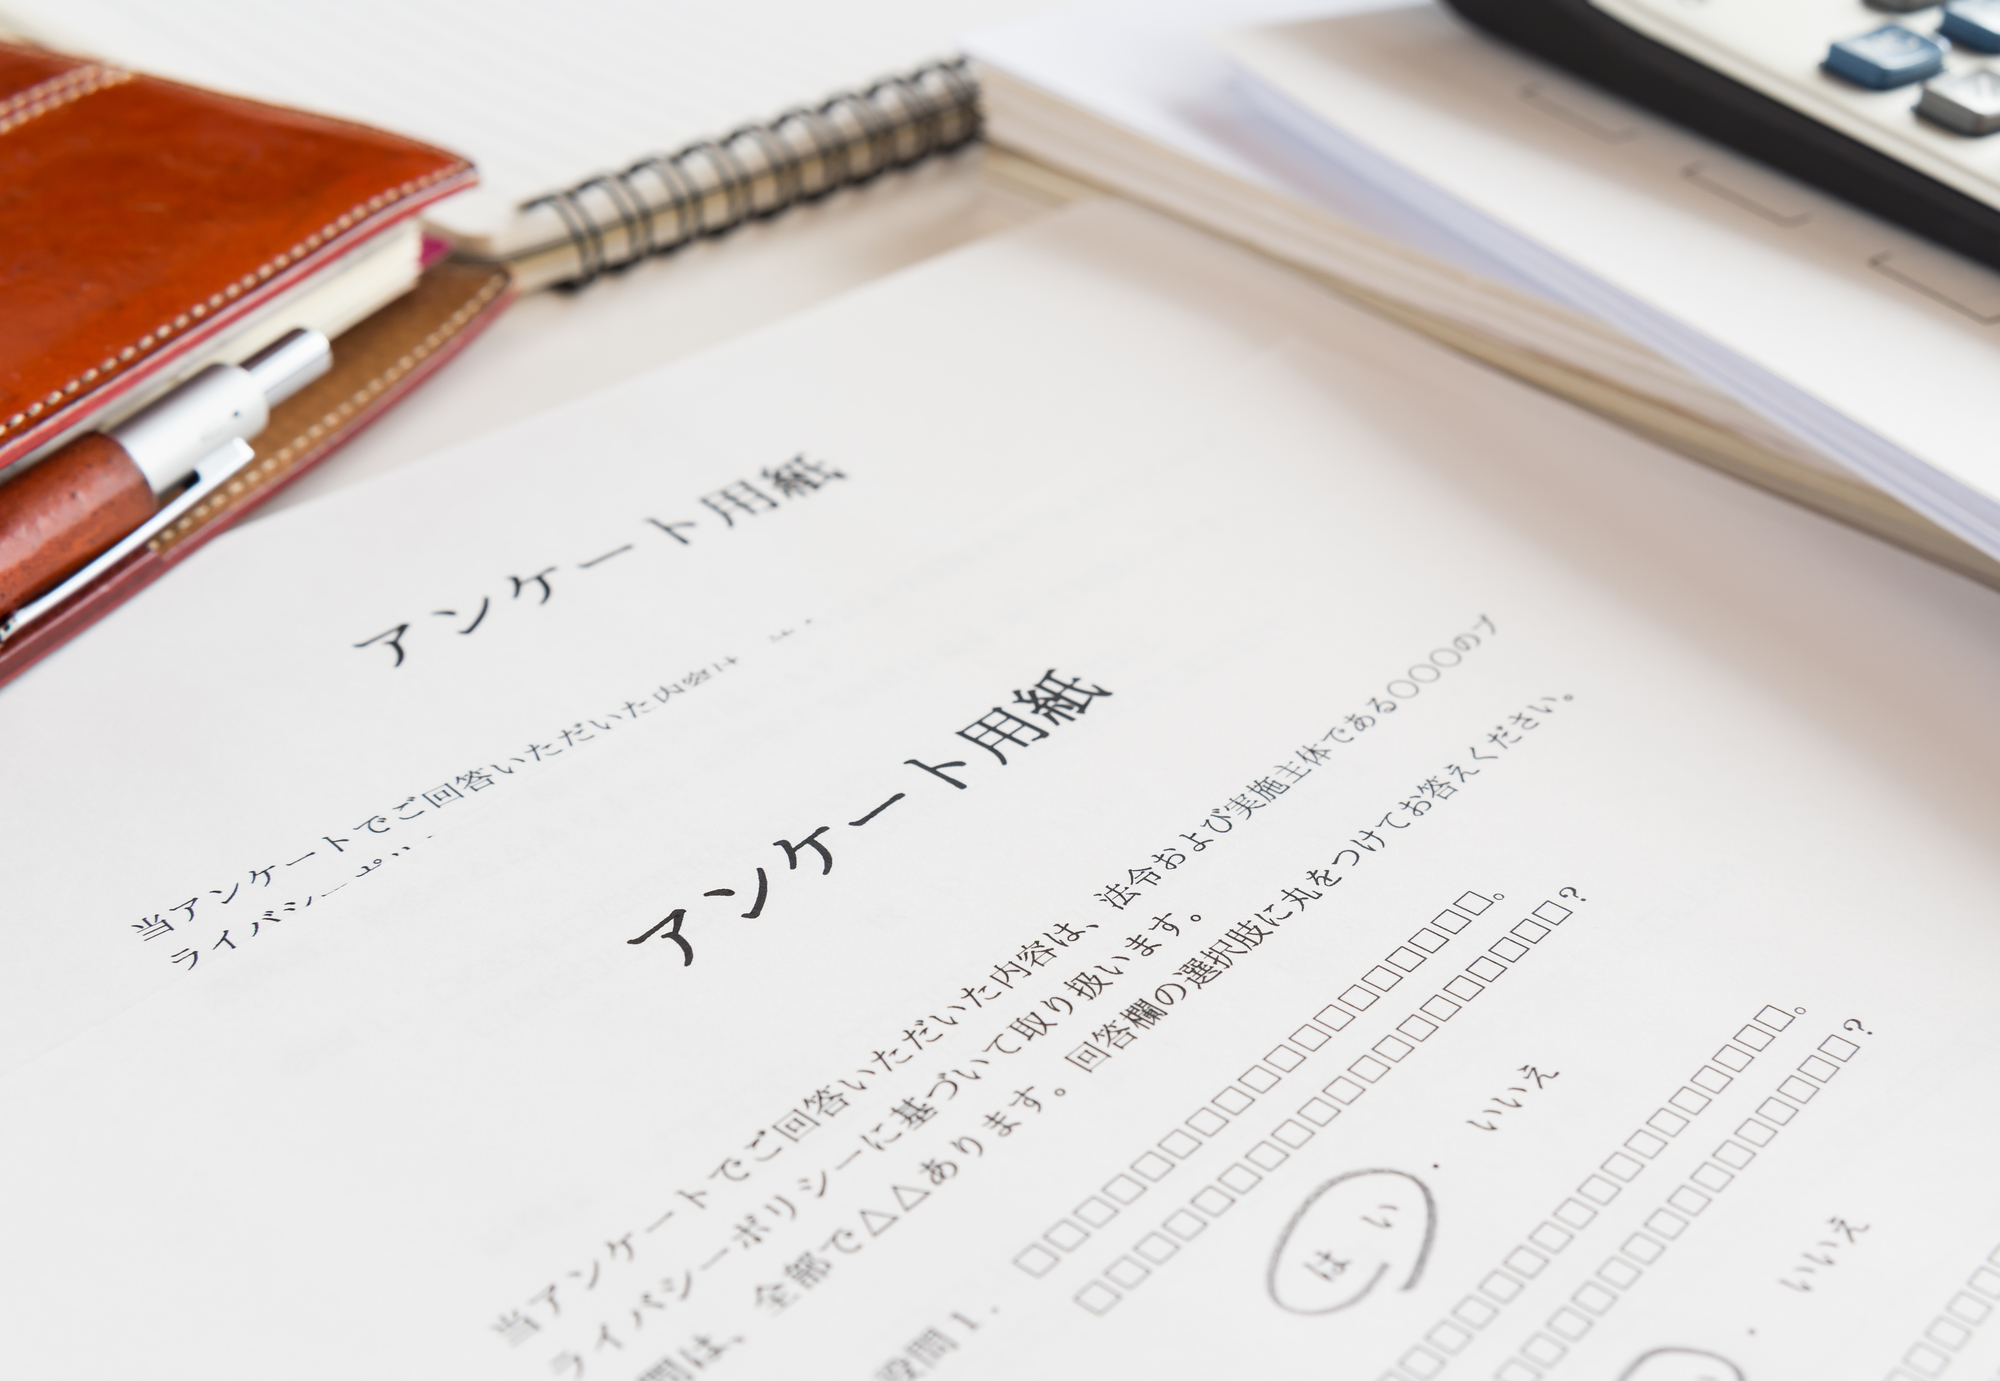 アンケート用紙
当アンケートでご回答いただいた内容は
ライバシー
アンケート用紙
当アンケートでご回答いただいた内容は、法令および実施主体である○○○のプ
ライバシーポリシーに基づいて取り扱います。
問は、全部で△△あります。回答欄の選択肢に丸をつけてお答えください。
設問1. □□□□□□□□□□□□□□□□□□。
□□□□□□□□□□□□□□□□□□?
はい ・ いいえ
□□□□□□□□□□□□□□□□□□。
□□□□□□□□□□□□□□□□?
・ いいえ